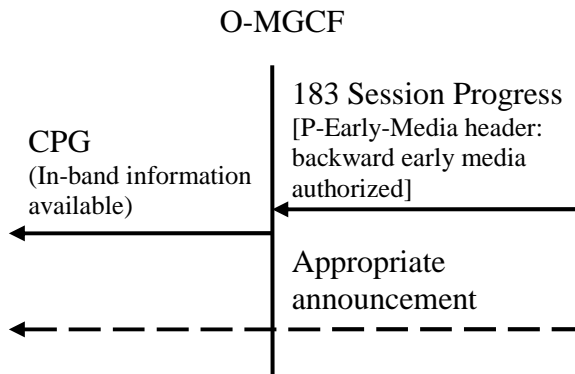 O-MGCF
183 Session Progress
[P-Early-Media header:
backward early media
authorized]
CPG
(In-band information
available)
Appropriate
announcement